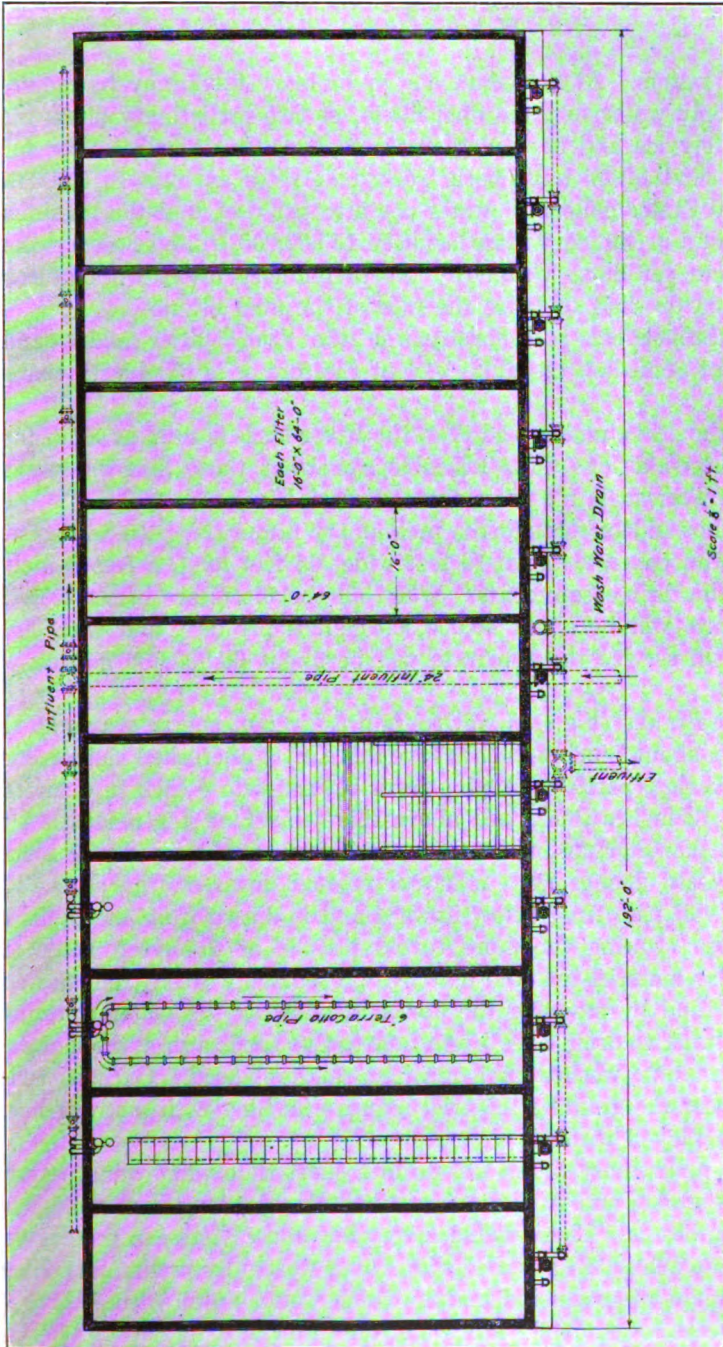 Influent Pipe
Each Filter
16'-0" X 64'-0"
16'-0"
64'-0"
24" Influent Pipe
Wash Water Drain
Effluent
192'-0"
6" Terra Cotta Pipe
Scale 8" = 1 ft